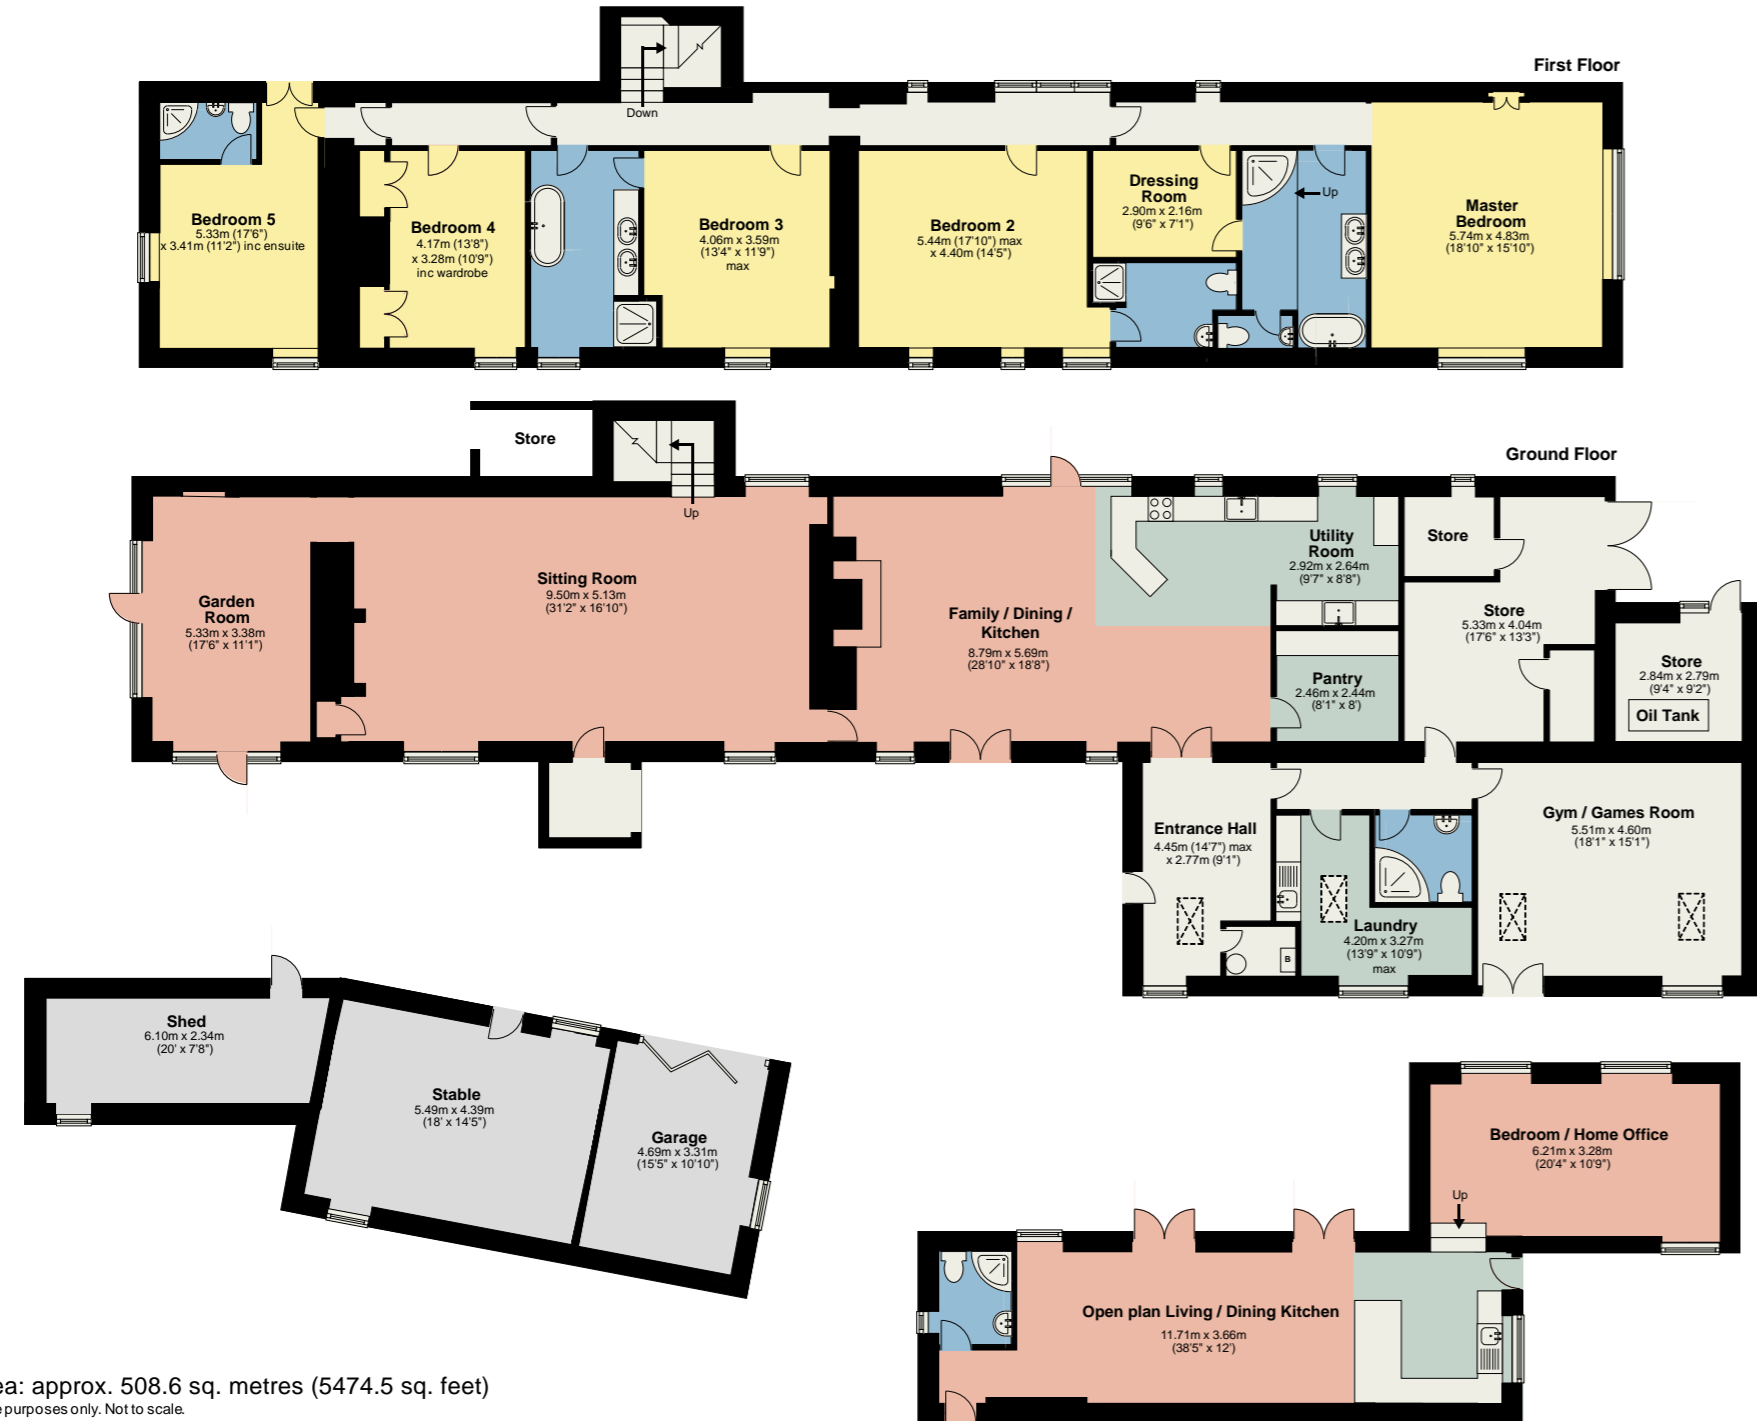 First Floor
Down
Bedroom 5
5.33m (17'6")
x 3.41m (11'2") inc ensuite
Bedroom 4
4.17m (13'8")
x 3.28m (10'9")
inc wardrobe
Bedroom 3
4.06m x 3.59m
(13'4" x 11'9")
max
Bedroom 2
5.44m (17'10") max
x 4.40m (14'5")
Dressing
Room
2.90m x 2.16m
(9'6" x 7'1")
Up
Master
Bedroom
5.74m x 4.83m
(18'10" x 15'10")
Ground Floor
Store
Up
Garden
Room
5.33m x 3.38m
(17'6" x 11'1")
Sitting Room
9.50m x 5.13m
(31'2" x 16'10")
Family / Dining /
Kitchen
8.79m x 5.69m
(28'10" x 18'8")
Utility
Room
2.92m x 2.64m
(9'7" x 8'8")
Pantry
2.46m x 2.44m
(8'1" x 8')
Store
Store
5.33m x 4.04m
(17'6" x 13'3")
Store
2.84m x 2.79m
(9'4" x 9'2")
Oil Tank
Entrance Hall
4.45m (14'7") max
x 2.77m (9'1")
B
Laundry
4.20m x 3.27m
(13'9" x 10'9")
max
Gym / Games Room
5.51m x 4.60m
(18'1" x 15'1")
Shed
6.10m x 2.34m
(20' x 7'8")
Stable
5.49m x 4.39m
(18' x 14'5")
Garage
4.69m x 3.31m
(15'5" x 10'10")
Bedroom / Home Office
6.21m x 3.28m
(20'4" x 10'9")
Up
Open plan Living / Dining Kitchen
11.71m x 3.66m
(38'5" x 12')
ea: approx. 508.6 sq. metres (5474.5 sq. feet)
e purposes only. Not to scale.